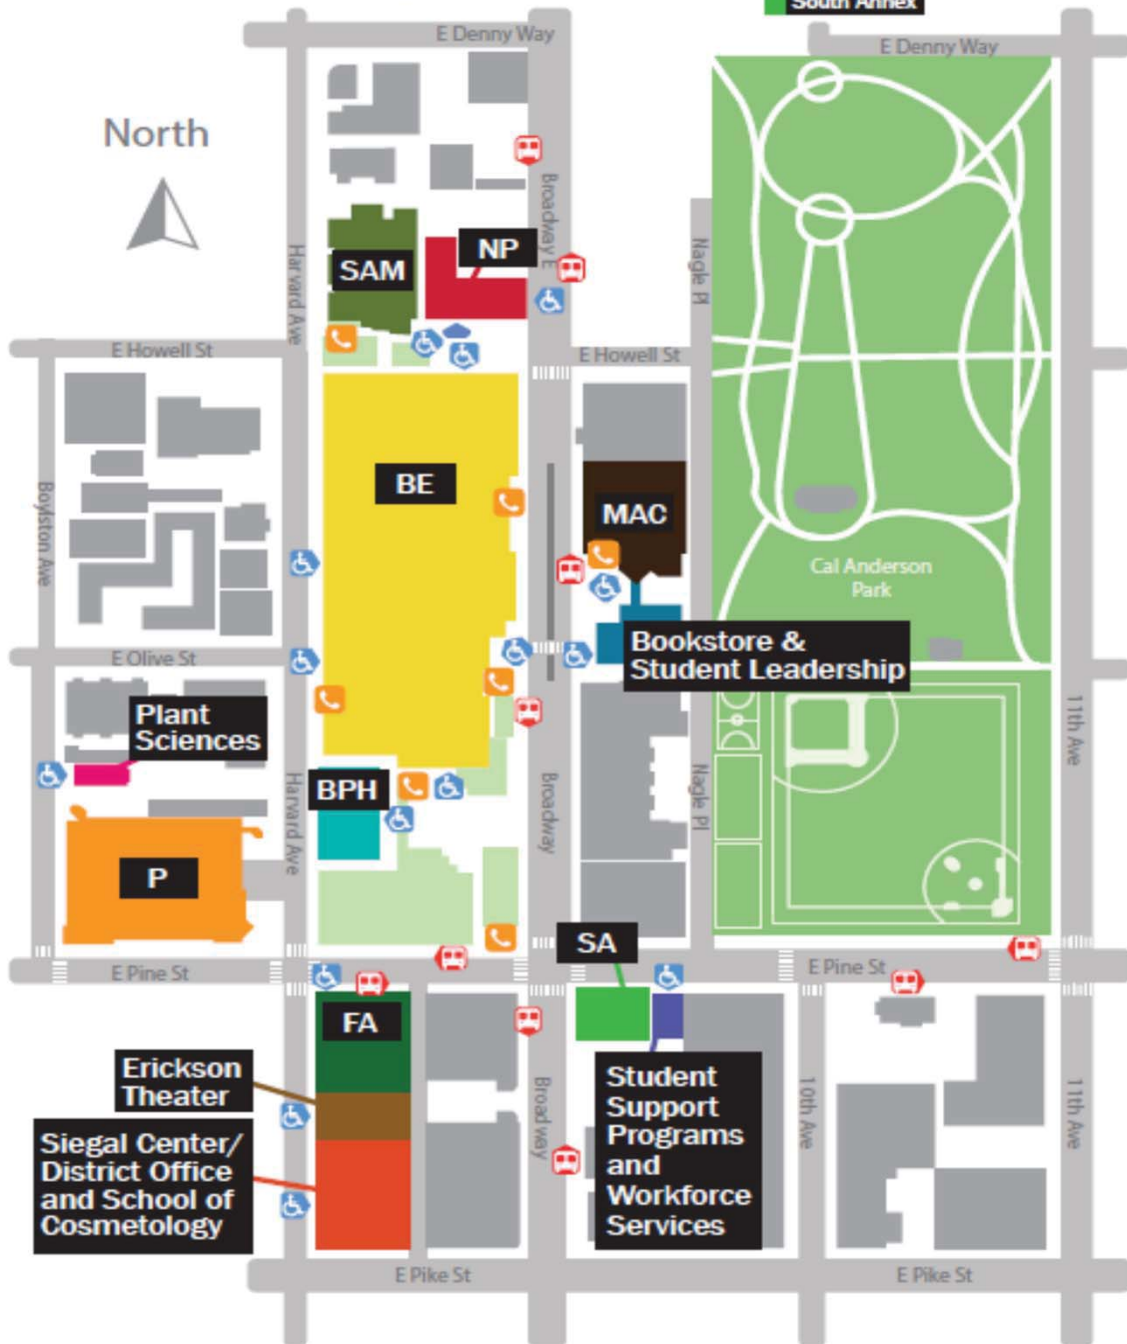 South Annex
E Denny Way
E Denny Way
North
Broadway E
NP
SAM
Harvard Ave
Nagle Pl
E Howell St
E Howell St
BE
MAC
Boylston Ave
Cal Anderson
Park
Bookstore &
Student Leadership
E Olive St
Plant
Sciences
11th Ave
BPH
Harvard Ave
Broadway
Nagle Pl
P
SA
E Pine St
E Pine St
FA
Erickson
Theater
Siegal Center/
District Office
and School of
Cosmetology
Broadway
Student
Support
Programs
and
Workforce
Services
10th Ave
11th Ave
E Pike St
E Pike St